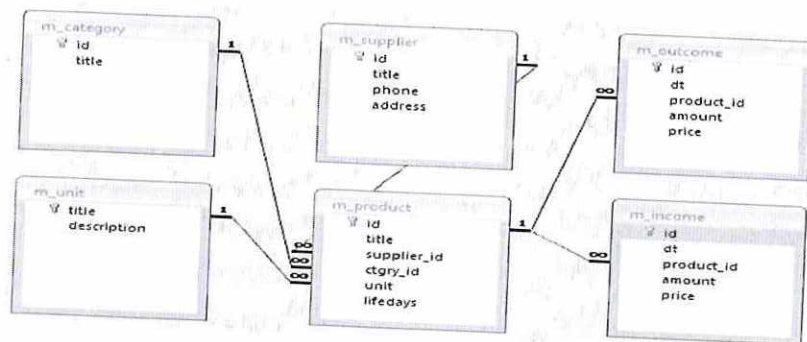 m_category
id
title
m_supplier
id
title
phone
address
m_outcome
id
dt
product_id
amount
price
m_unit
title
description
m_product
id
title
supplier_id
ctgry_id
unit
lifedays
m_income
id
dt
product_id
amount
price
1
1
1
1
∞
∞
∞
∞
∞